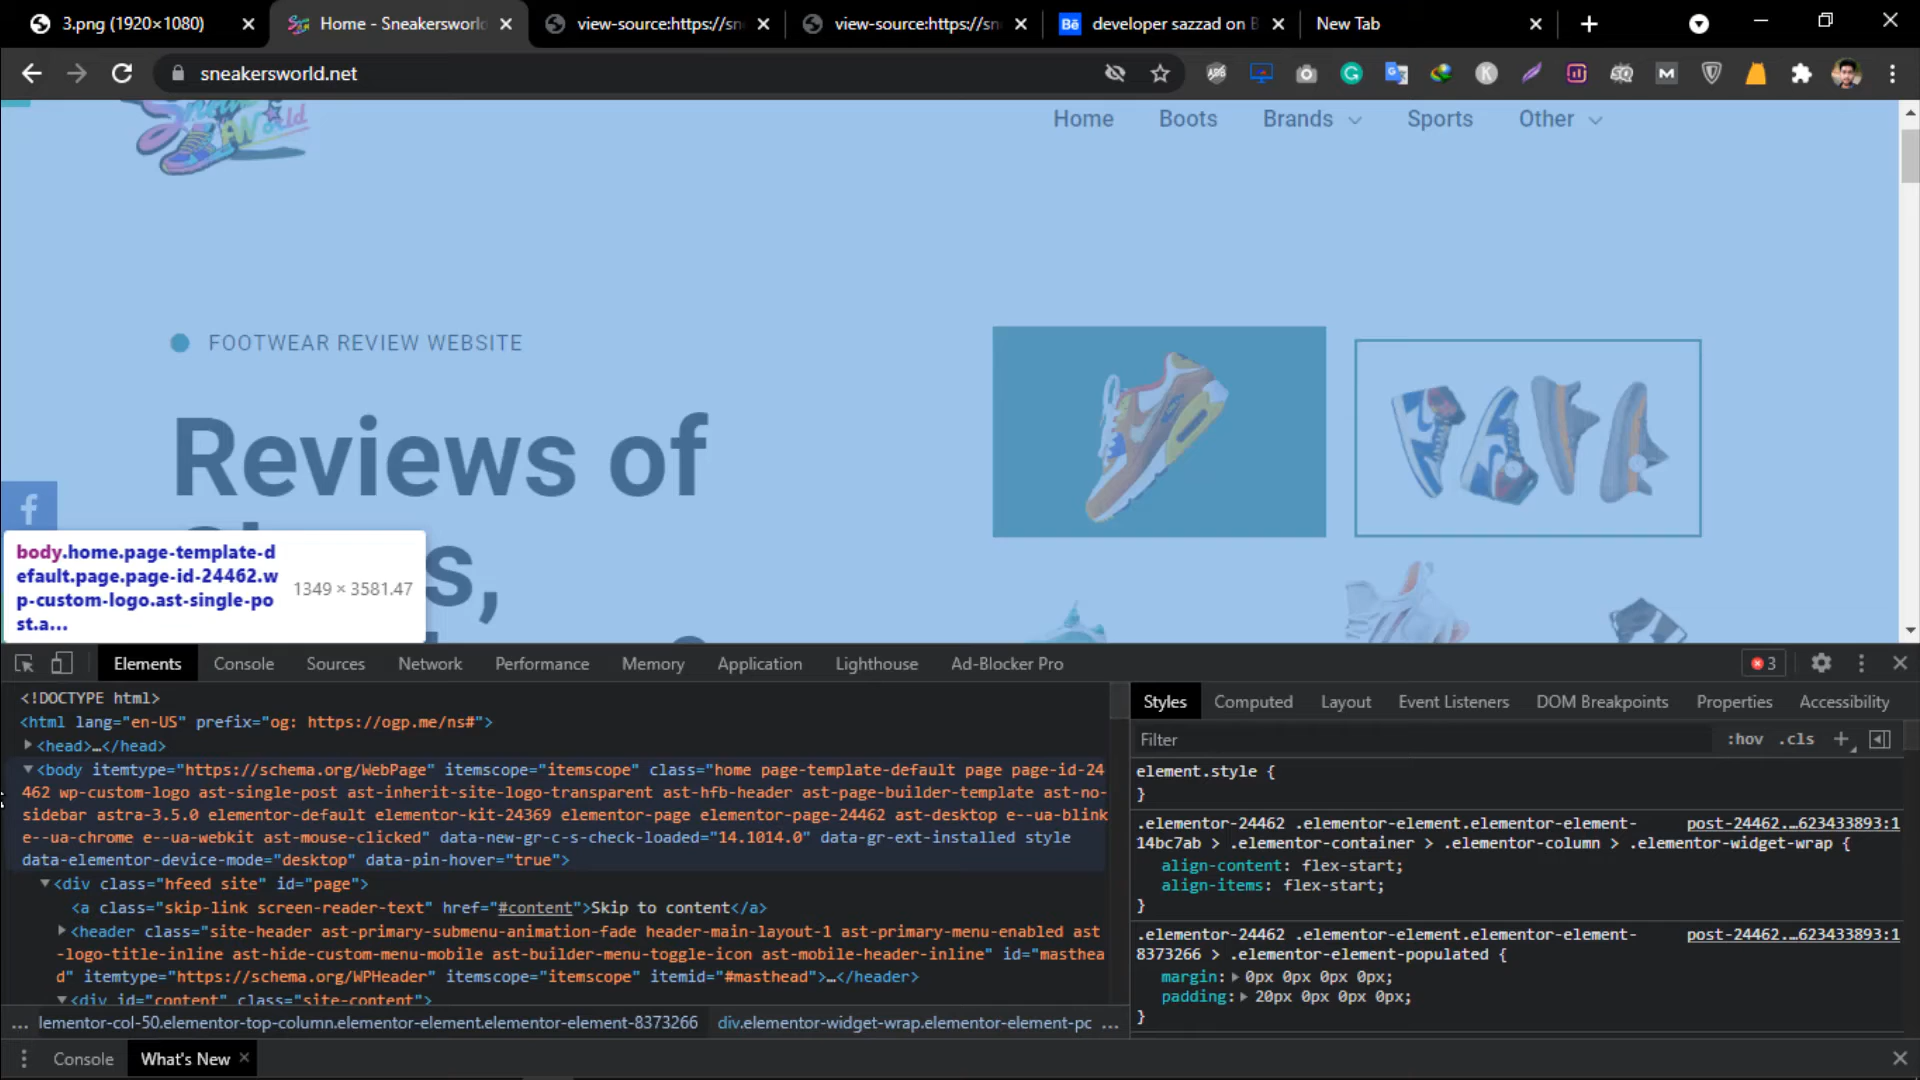 3.png (1920×1080)
Home - Sneakersworld
view-source:https://sn
view-source:https://sn
Bē developer sazzad on B
New Tab
sneakersworld.net
Home Boots Brands Sports Other
FOOTWEAR REVIEW WEBSITE
Reviews of
s,
body.home.page-template-d
efault.page.page-id-24462.w
p-custom-logo.ast-single-po
st.a...
1349 × 3581.47
Elements Console Sources Network Performance Memory Application Lighthouse Ad-Blocker Pro 3
<!DOCTYPE html>
<html lang="en-US" prefix="og: https://ogp.me/ns#">
<head>…</head>
<body itemtype="https://schema.org/WebPage" itemscope="itemscope" class="home page-template-default page page-id-24
462 wp-custom-logo ast-single-post ast-inherit-site-logo-transparent ast-hfb-header ast-page-builder-template ast-no-
sidebar astra-3.5.0 elementor-default elementor-kit-24369 elementor-page elementor-page-24462 ast-desktop e--ua-blink
e--ua-chrome e--ua-webkit ast-mouse-clicked" data-new-gr-c-s-check-loaded="14.1014.0" data-gr-ext-installed style
data-elementor-device-mode="desktop" data-pin-hover="true">
<div class="hfeed site" id="page">
<a class="skip-link screen-reader-text" href="#content">Skip to content</a>
<header class="site-header ast-primary-submenu-animation-fade header-main-layout-1 ast-primary-menu-enabled ast
-logo-title-inline ast-hide-custom-menu-mobile ast-builder-menu-toggle-icon ast-mobile-header-inline" id="masthea
d" itemtype="https://schema.org/WPHeader" itemscope="itemscope" itemid="#masthead">…</header>
<div id="content" class="site-content">
... lementor-col-50.elementor-top-column.elementor-element.elementor-element-8373266 div.elementor-widget-wrap.elementor-element-pc ...
Styles Computed Layout Event Listeners DOM Breakpoints Properties Accessibility
Filter :hov .cls +
element.style {
}
.elementor-24462 .elementor-element.elementor-element- post-24462.…623433893:1
14bc7ab > .elementor-container > .elementor-column > .elementor-widget-wrap {
align-content: flex-start;
align-items: flex-start;
}
.elementor-24462 .elementor-element.elementor-element- post-24462.…623433893:1
8373266 > .elementor-element-populated {
margin: 0px 0px 0px 0px;
padding: 20px 0px 0px 0px;
}
Console What's New